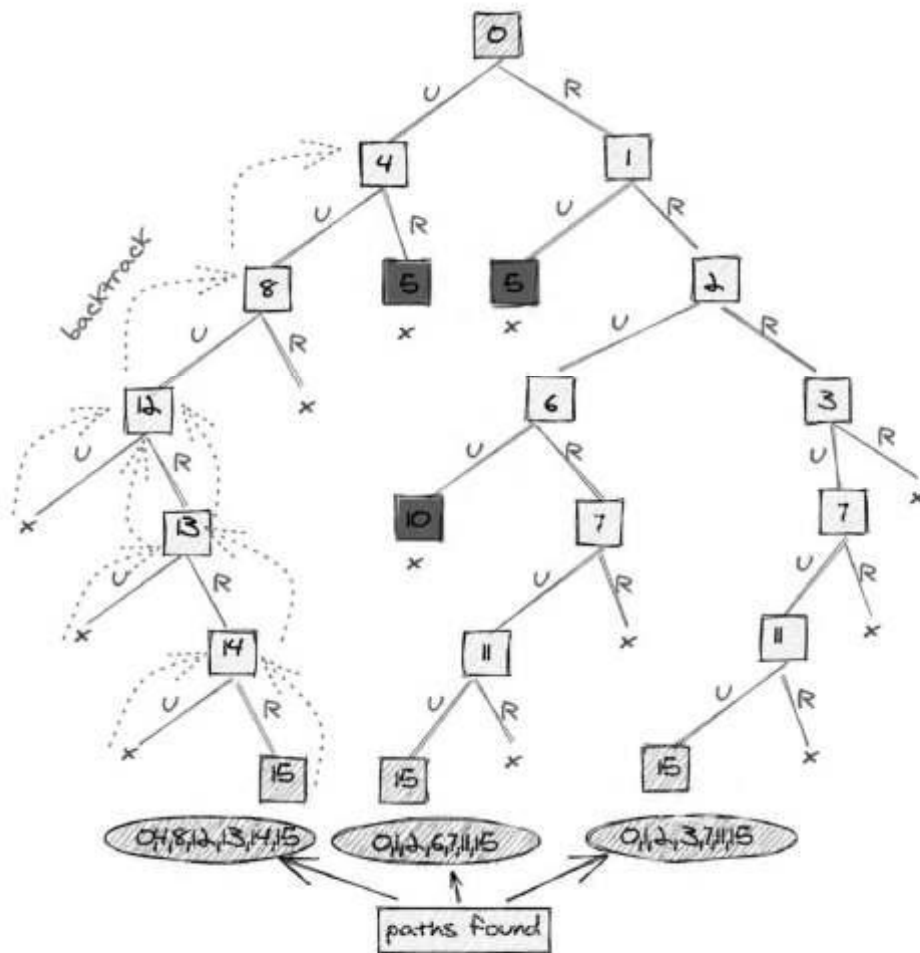 0
U R
4 1
U R U R
8 5 5 2
backtrack
x x
U R U R
12 x 6 3
U R U R U R
x 13 10 7 7 x
x
U R U R U R
x 14 11 x 11 x
U R U R U R
x 15 15 x 15 x
0,4,8,12,13,14,15 0,1,2,6,7,11,15 0,1,2,3,7,11,15
paths found